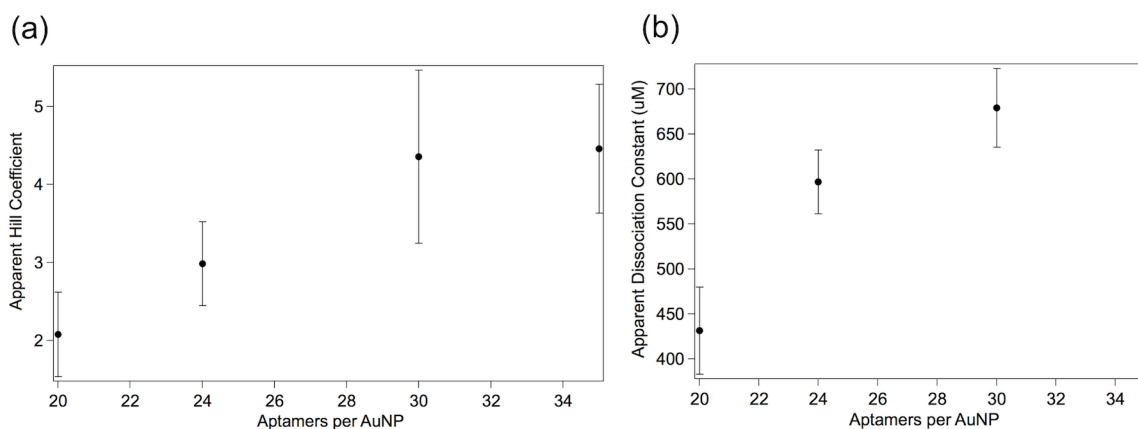 (a)
5
4
3
2
20 22 24 26 28 30 32 34
Apparent Hill Coefficient
Aptamers per AuNP
(b)
700
650
600
550
500
450
400
20 22 24 26 28 30 32 34
Apparent Dissociation Constant (uM)
Aptamers per AuNP